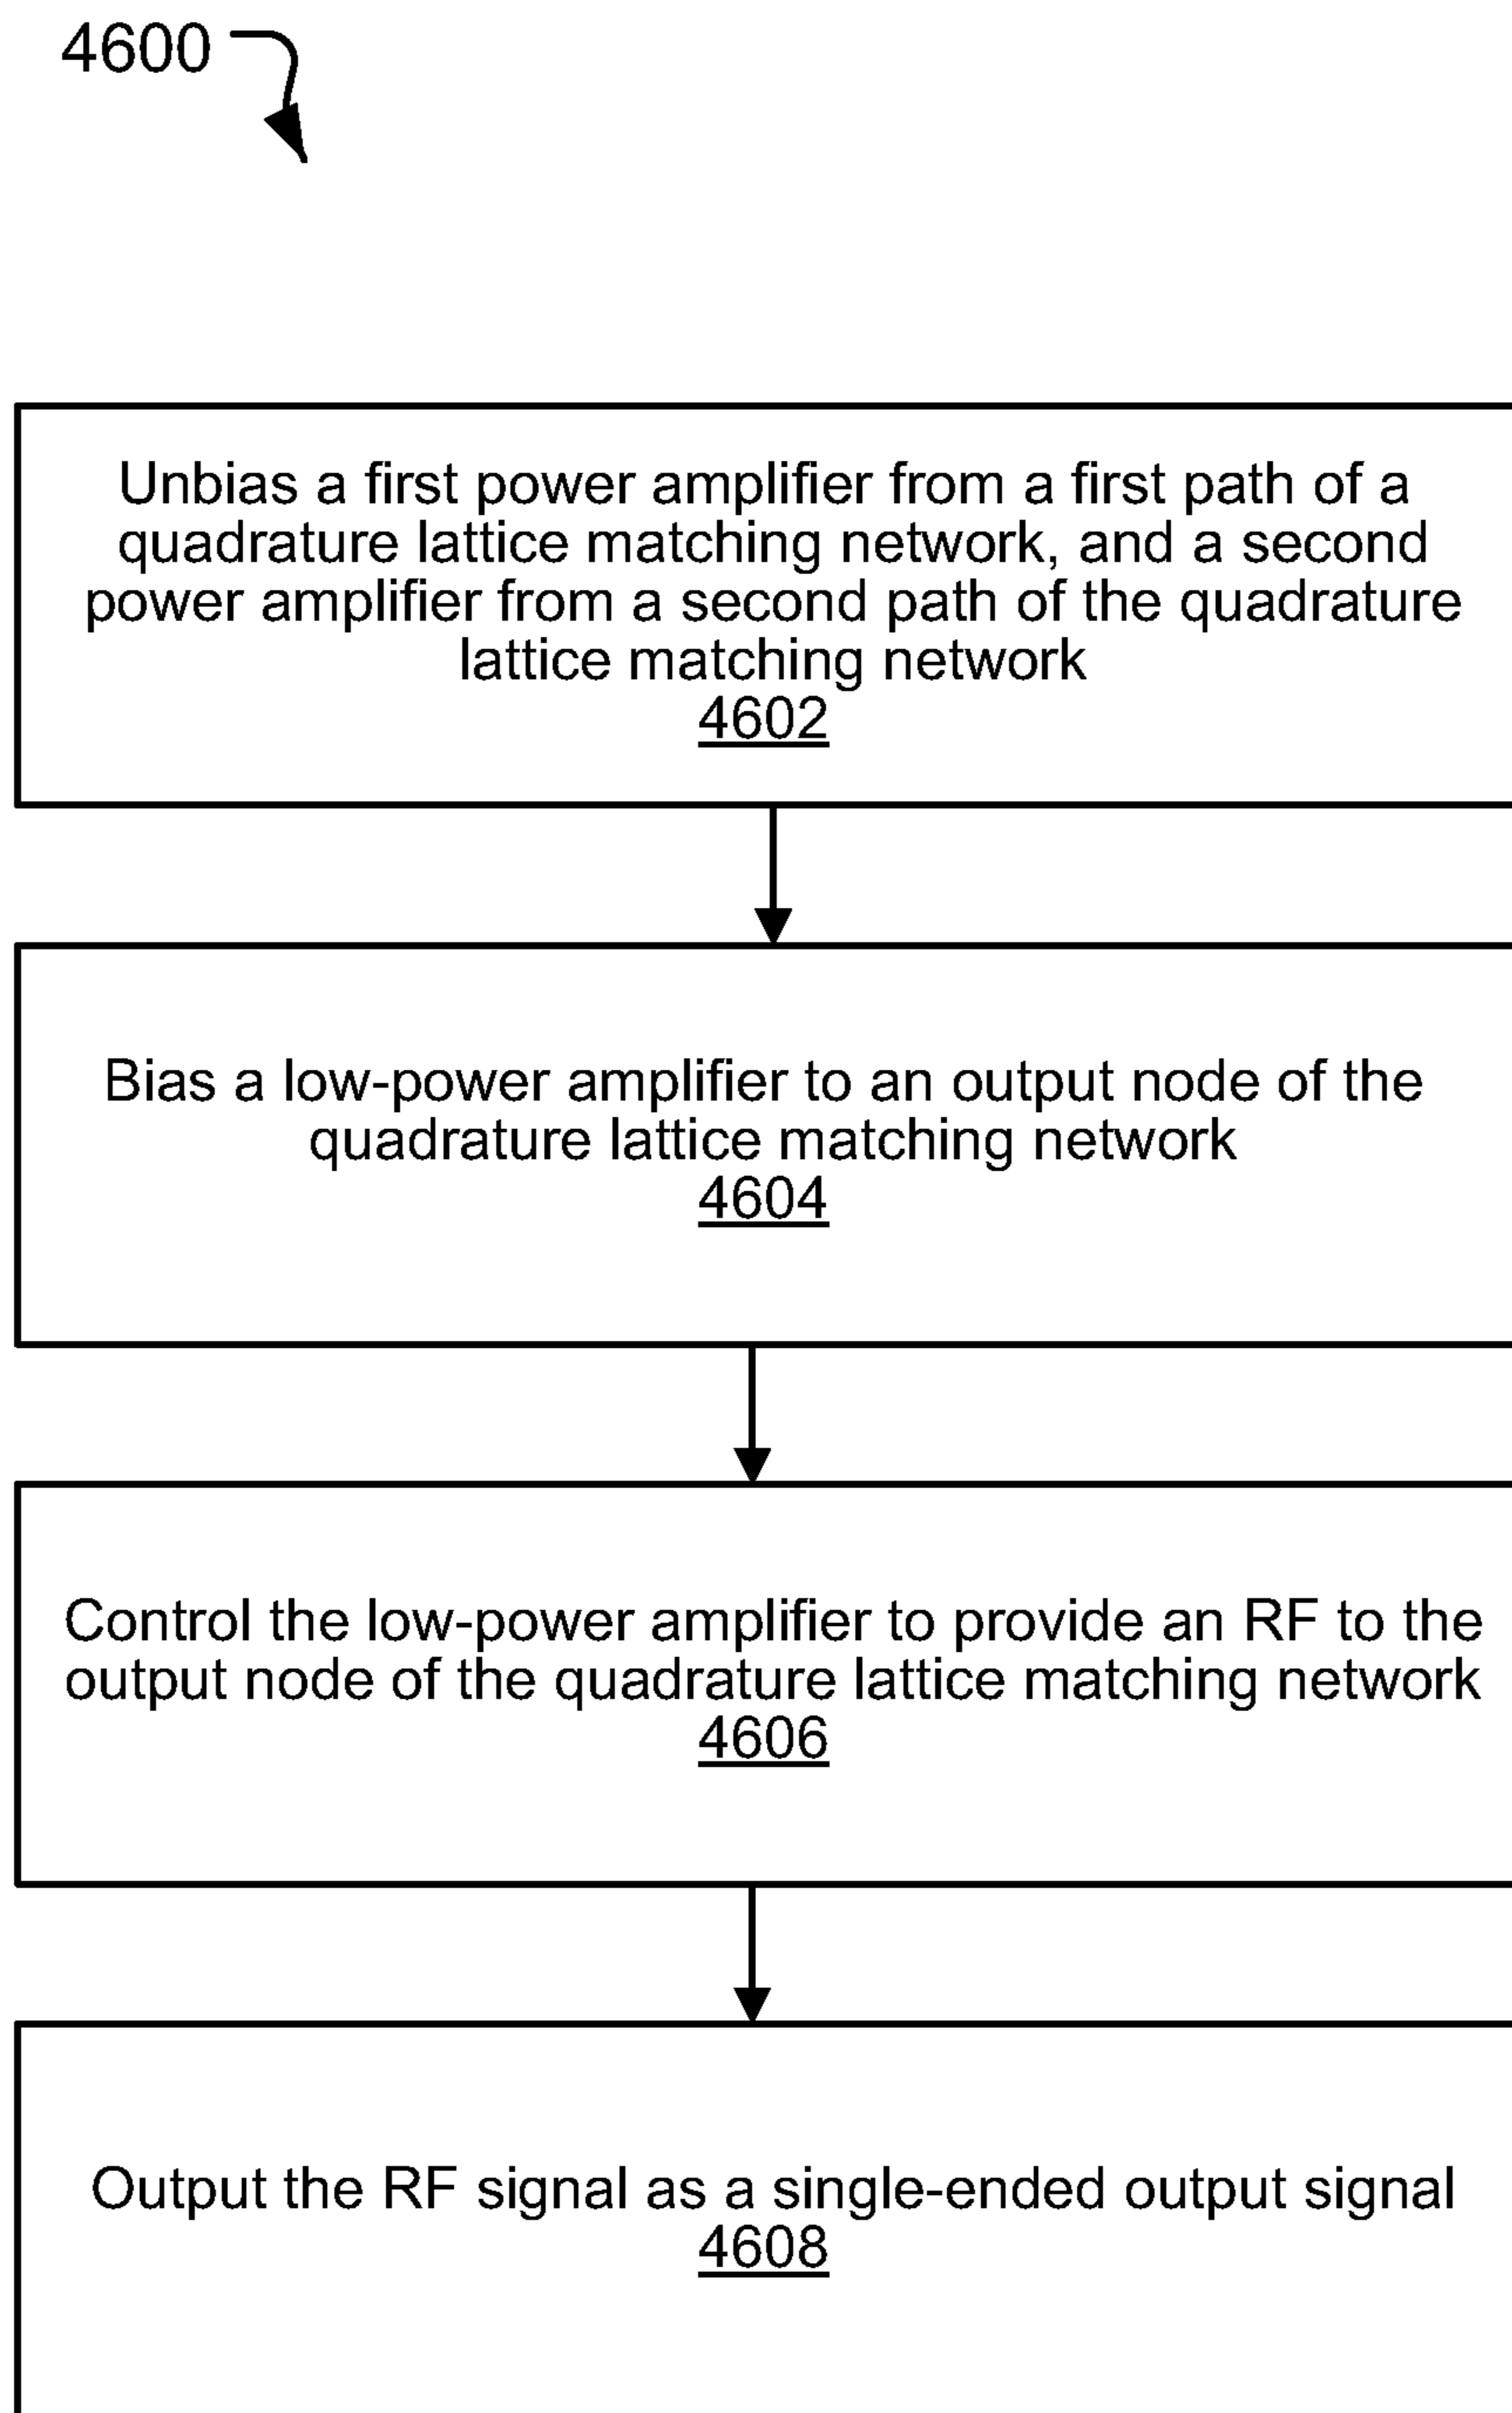 4600
Unbias a first power amplifier from a first path of a
quadrature lattice matching network, and a second
power amplifier from a second path of the quadrature
lattice matching network
4602
Bias a low-power amplifier to an output node of the
quadrature lattice matching network
4604
Control the low-power amplifier to provide an RF to the
output node of the quadrature lattice matching network
4606
Output the RF signal as a single-ended output signal
4608